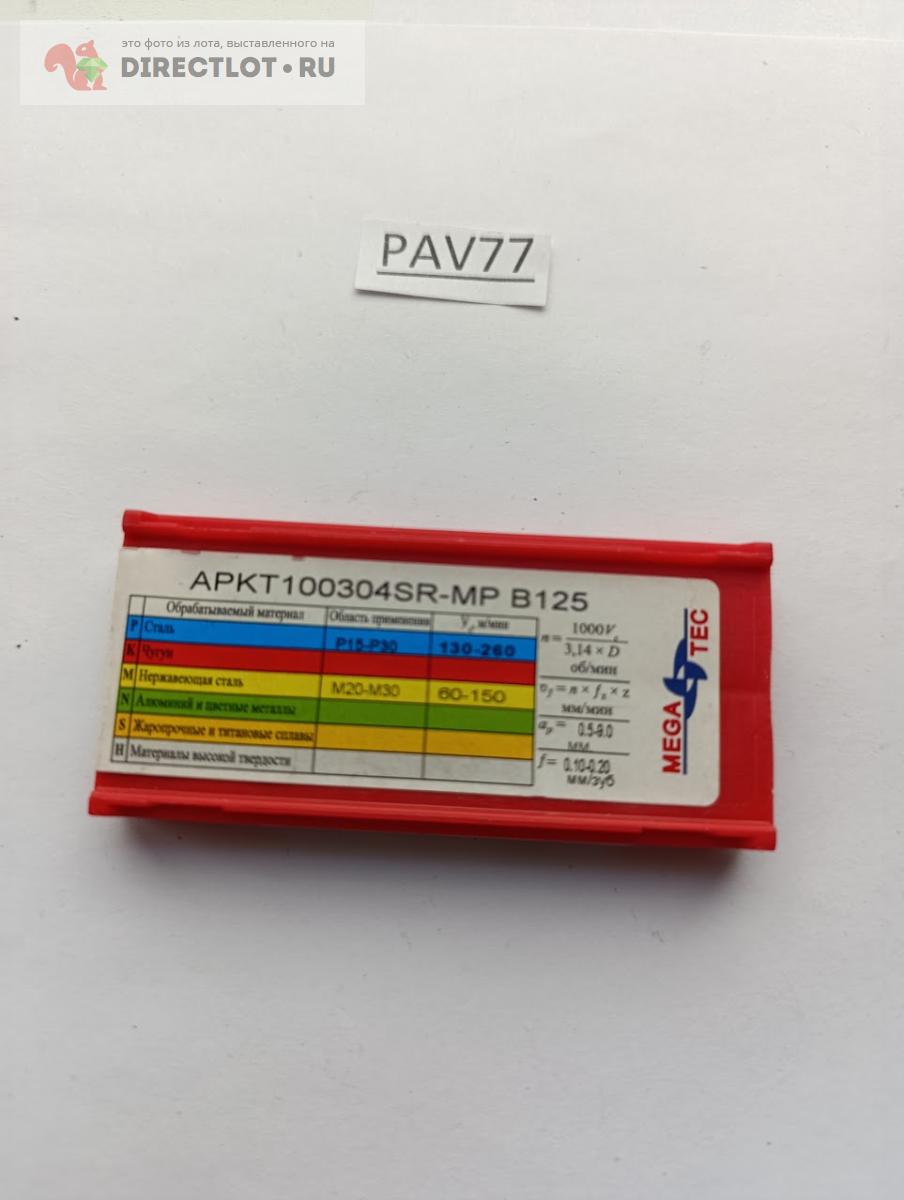 это фото из лота, выставленного на
DIRECTLOT•RU
PAV77
APKT100304SR-MP B125
Обрабатываемый материал Область применения Vc м/мин
P Сталь P15-P30 130-260
K Чугун
M Нержавеющая сталь M20-M30 60-150
N Алюминий и цветные металлы
S Жаропрочные и титановые сплавы
H Материалы высокой твердости
n= 1000Vc
3,14 × D
об/мин
vf = n × fz × z
мм/мин
ap= 0.5-9.0
мм
f= 0.10-0.20
мм/зуб
MEGA TEC